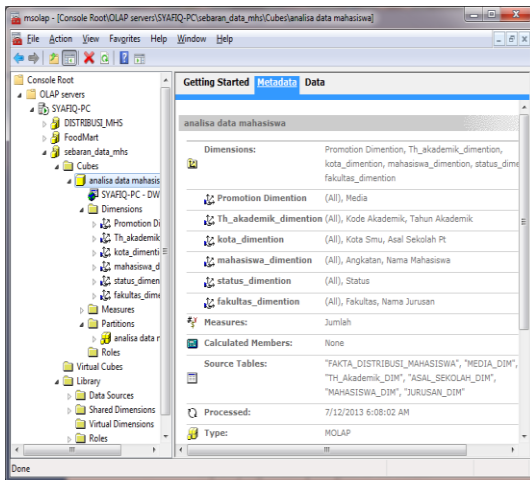 msolap - [Console Root\OLAP servers\SYAFIQ-PC\sebaran_data_mhs\Cubes\analisa data mahasiswa]
File Action View Favorites Help Window Help
Console Root
OLAP servers
SYAFIQ-PC
DISTRIBUSI_MHS
FoodMart
sebaran_data_mhs
Cubes
analisa data mahasis
SYAFIQ-PC - DW
Dimensions
Promotion Di
Th_akademik
kota_dimenti
mahasiswa_d
status_dimen
fakultas_dime
Measures
Partitions
analisa data r
Roles
Virtual Cubes
Library
Data Sources
Shared Dimensions
Virtual Dimensions
Roles
Getting Started Metadata Data
analisa data mahasiswa
Dimensions: Promotion Dimention, Th_akademik_dimention,
kota_dimention, mahasiswa_dimention, status_dime
fakultas_dimention
Promotion Dimention (All), Media
Th_akademik_dimention (All), Kode Akademik, Tahun Akademik
kota_dimention (All), Kota Smu, Asal Sekolah Pt
mahasiswa_dimention (All), Angkatan, Nama Mahasiswa
status_dimention (All), Status
fakultas_dimention (All), Fakultas, Nama Jurusan
Measures: Jumlah
Calculated Members: None
Source Tables: "FAKTA_DISTRIBUSI_MAHASISWA", "MEDIA_DIM",
"TH_Akademik_DIM", "ASAL_SEKOLAH_DIM",
"MAHASISWA_DIM", "JURUSAN_DIM"
Processed: 7/12/2013 6:08:02 AM
Type: MOLAP
Done